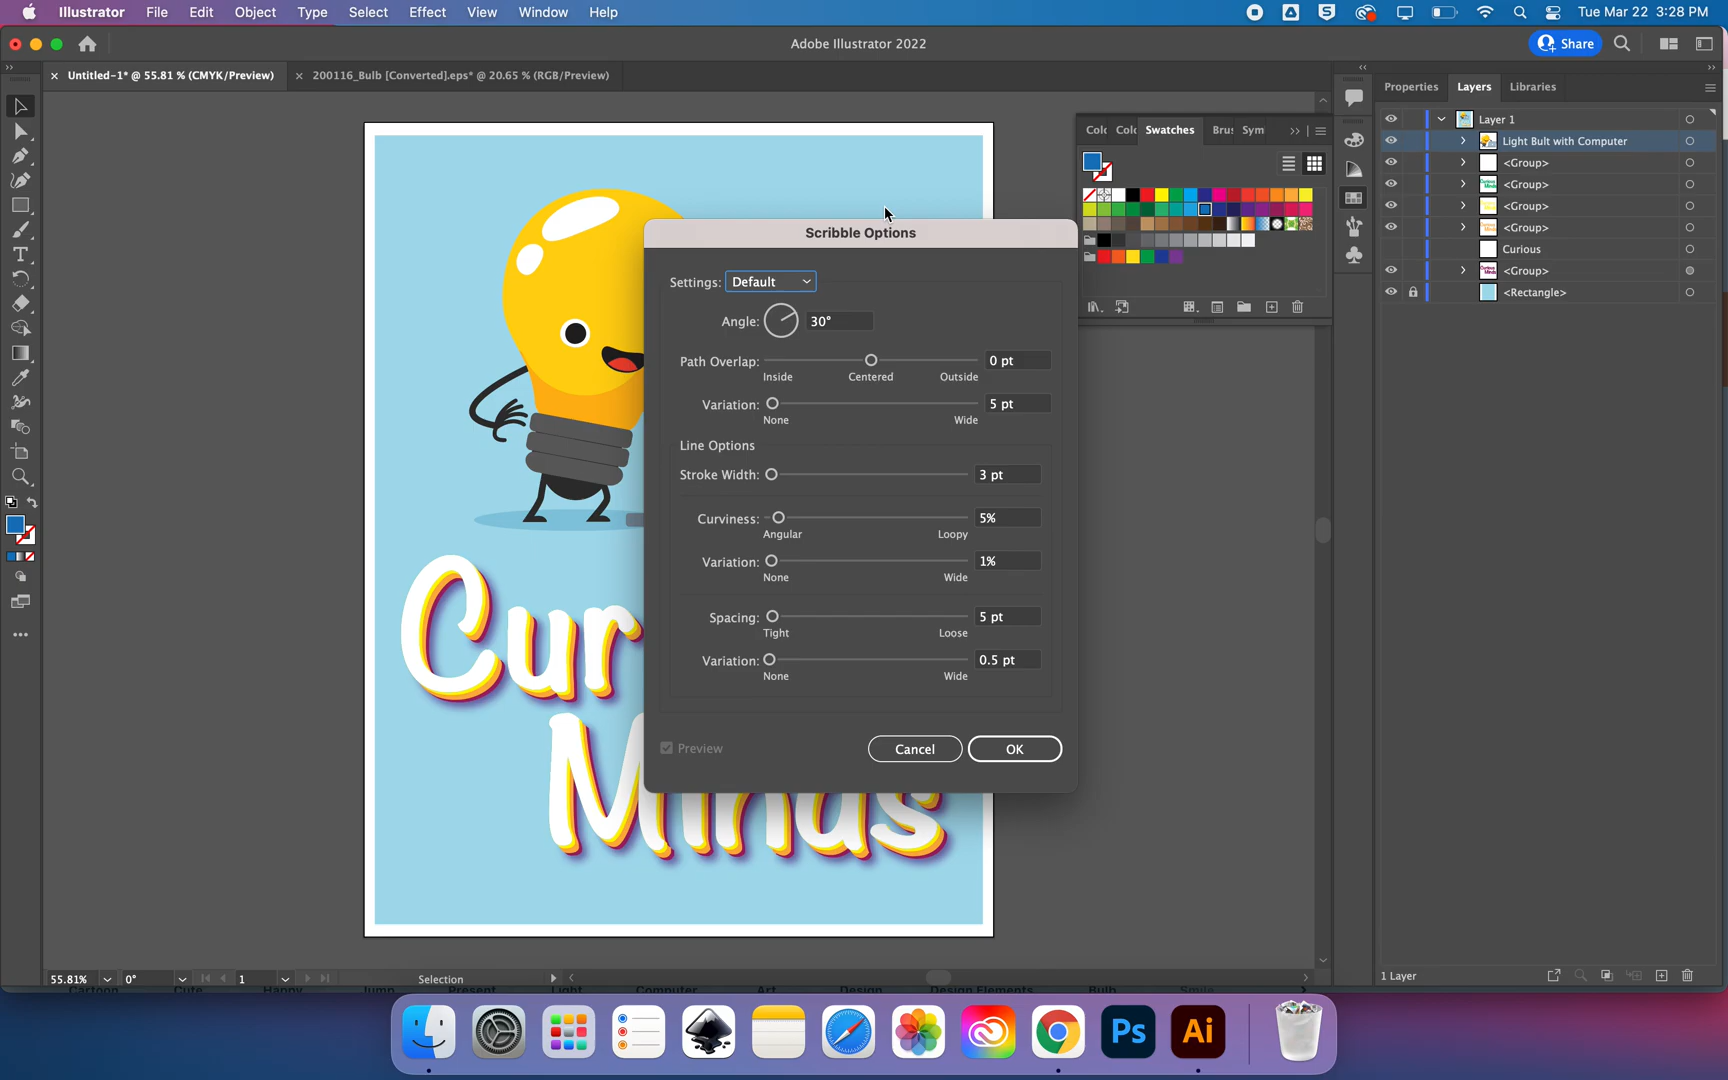 Illustrator File Edit Object Type Select Effect View Window Help Tue Mar 22 3:28 PM
Adobe Illustrator 2022 Share
× Untitled-1* @ 55.81 % (CMYK/Preview) × 200116_Bulb [Converted].eps* @ 20.65 % (RGB/Preview)
Properties Layers Libraries
Swatches Bru Sym
Layer 1
Light Bult with Computer
<Group>
<Group>
<Group>
<Group>
Curious
<Group>
<Rectangle>
Scribble Options
Settings: Default
Angle: 30°
Path Overlap: 0 pt
Inside Centered Outside
Variation: 5 pt
None Wide
Line Options
Stroke Width: 3 pt
Curviness: 5%
Angular Loopy
Variation: 1%
None Wide
Spacing: 5 pt
Tight Loose
Variation: 0.5 pt
None Wide
Preview Cancel OK
Cur
Minds
55.81% 0° 1 Selection
1 Layer
Ps Ai